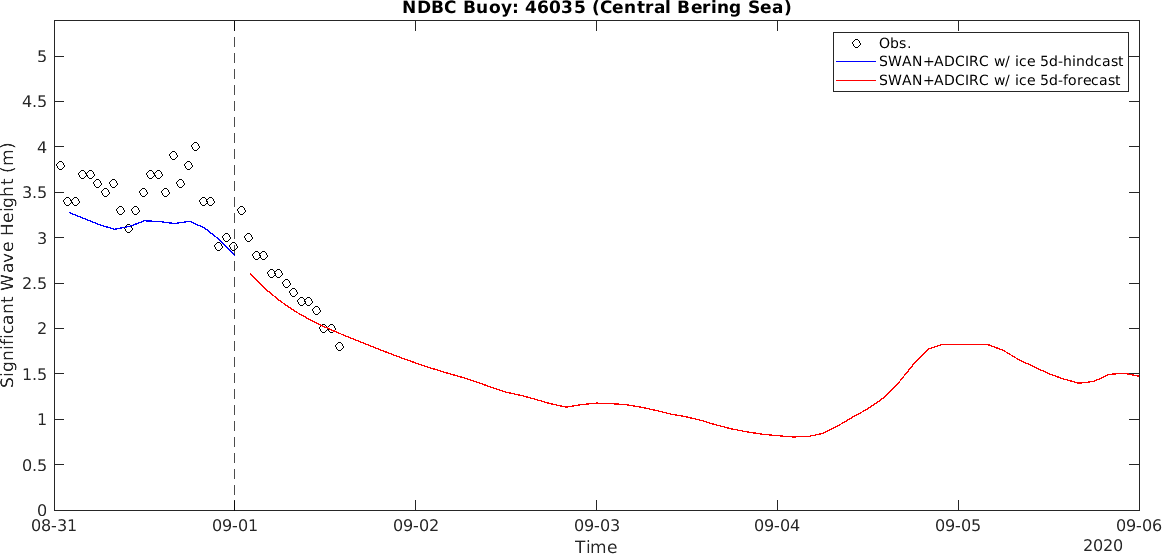 NDBC Buoy: 46035 (Central Bering Sea)
Obs.
SWAN+ADCIRC w/ ice 5d-hindcast
SWAN+ADCIRC w/ ice 5d-forecast
Significant Wave Height (m)
5
4.5
4
3.5
3
2.5
2
1.5
1
0.5
0
08-31 09-01 09-02 09-03 09-04 09-05 09-06
Time
2020